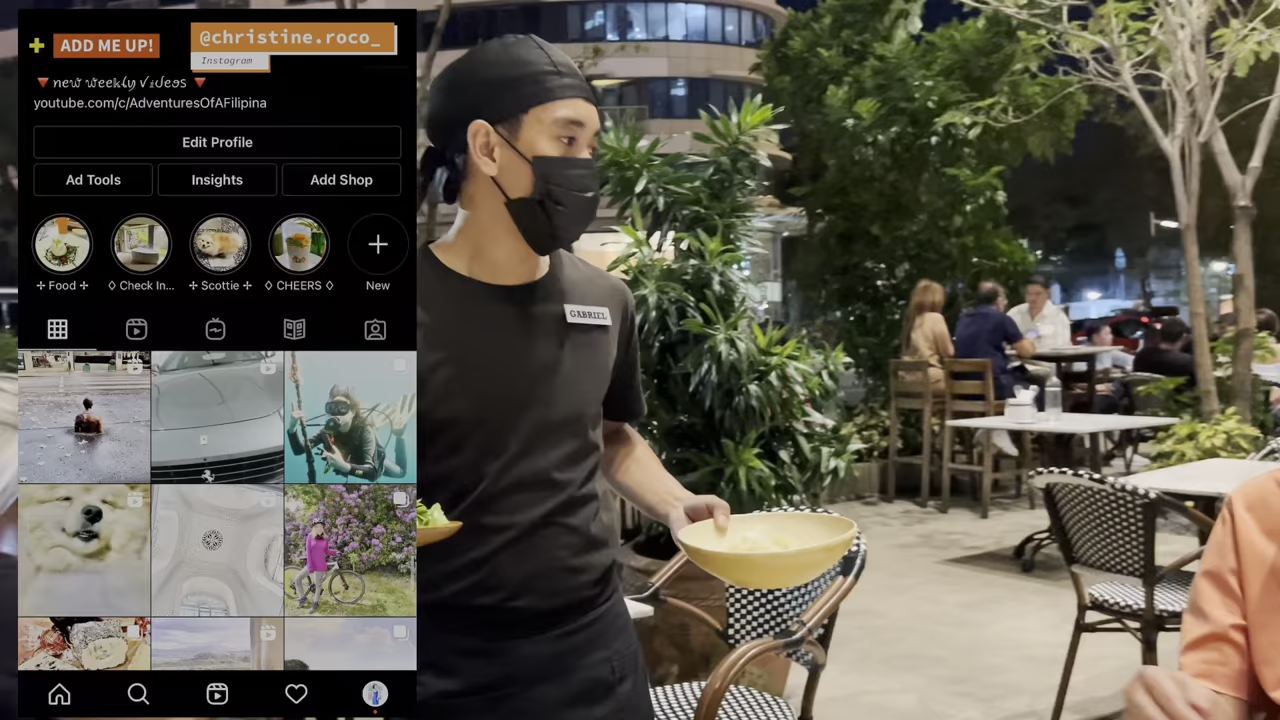 + ADD ME UP!
@christine.roco_
Instagram
new weekly videos
youtube.com/c/AdventuresOfAFilipina
Edit Profile
Ad Tools
Insights
Add Shop
Food
Check In...
Scottie
CHEERS
New
GABRIEL